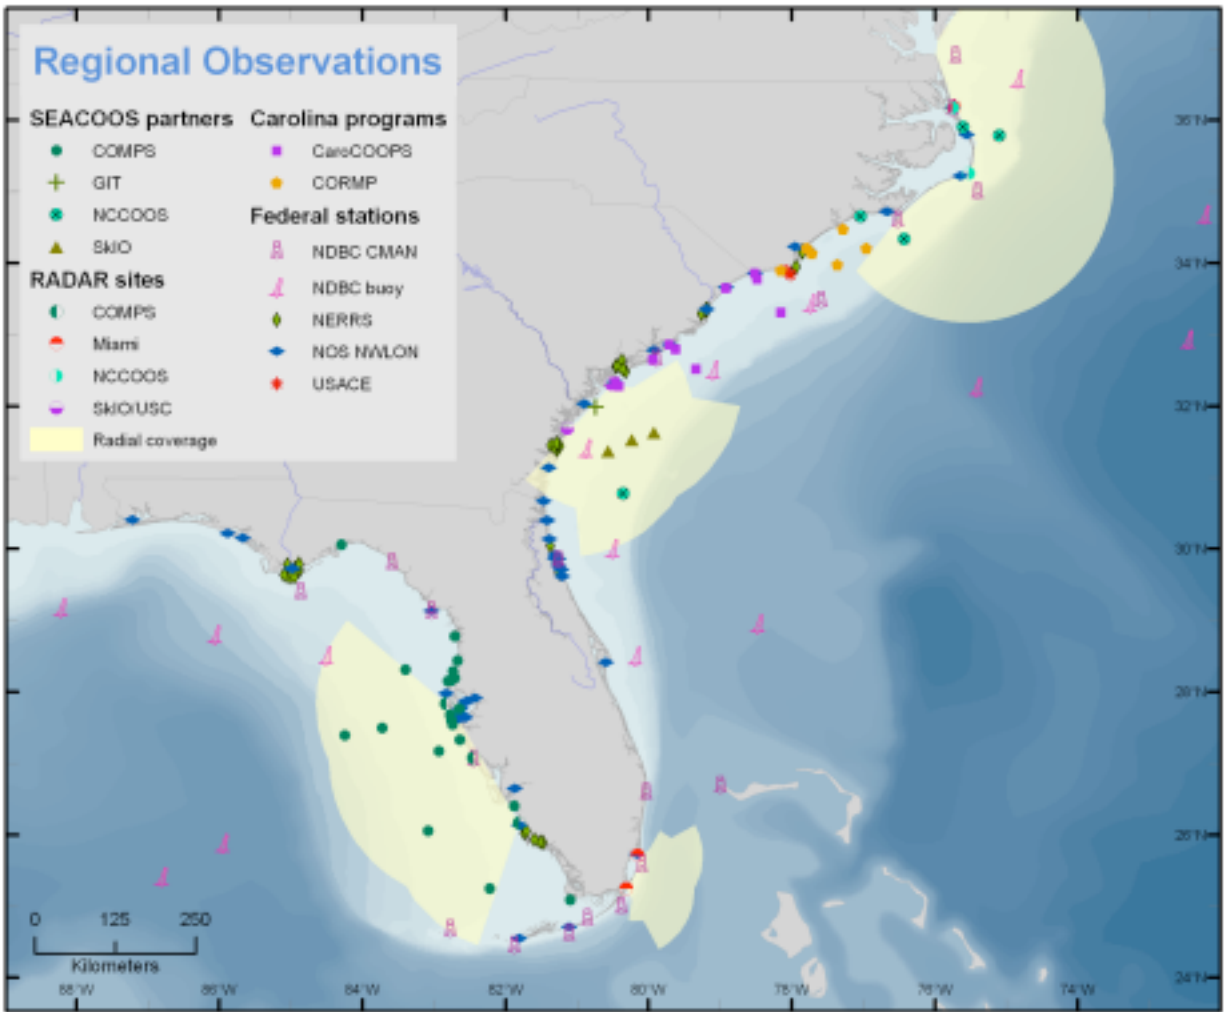 Regional Observations
SEACOOS partners
COMPS
GIT
NCCOOS
SkIO
RADAR sites
COMPS
Miami
NCCOOS
SkIO/USC
Radial coverage
Carolina programs
CaroCOOPS
CORMP
Federal stations
NDBC CMAN
NDBC buoy
NERRS
NOS NWLON
USACE
36°N
34°N
32°N
30°N
28°N
26°N
24°N
0 125 250
Kilometers
88°W 86°W 84°W 82°W 80°W 78°W 76°W 74°W